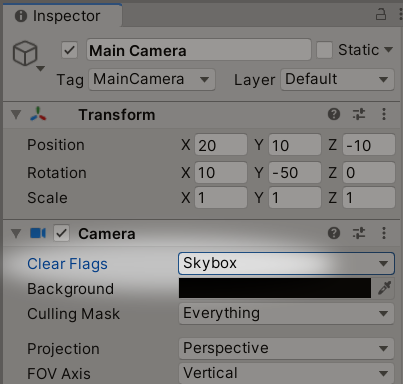 Inspector
Main Camera Static
Tag MainCamera Layer Default
Transform
Position X 20 Y 10 Z -10
Rotation X 10 Y -50 Z 0
Scale X 1 Y 1 Z 1
Camera
Clear Flags Skybox
Background
Culling Mask Everything
Projection Perspective
FOV Axis Vertical